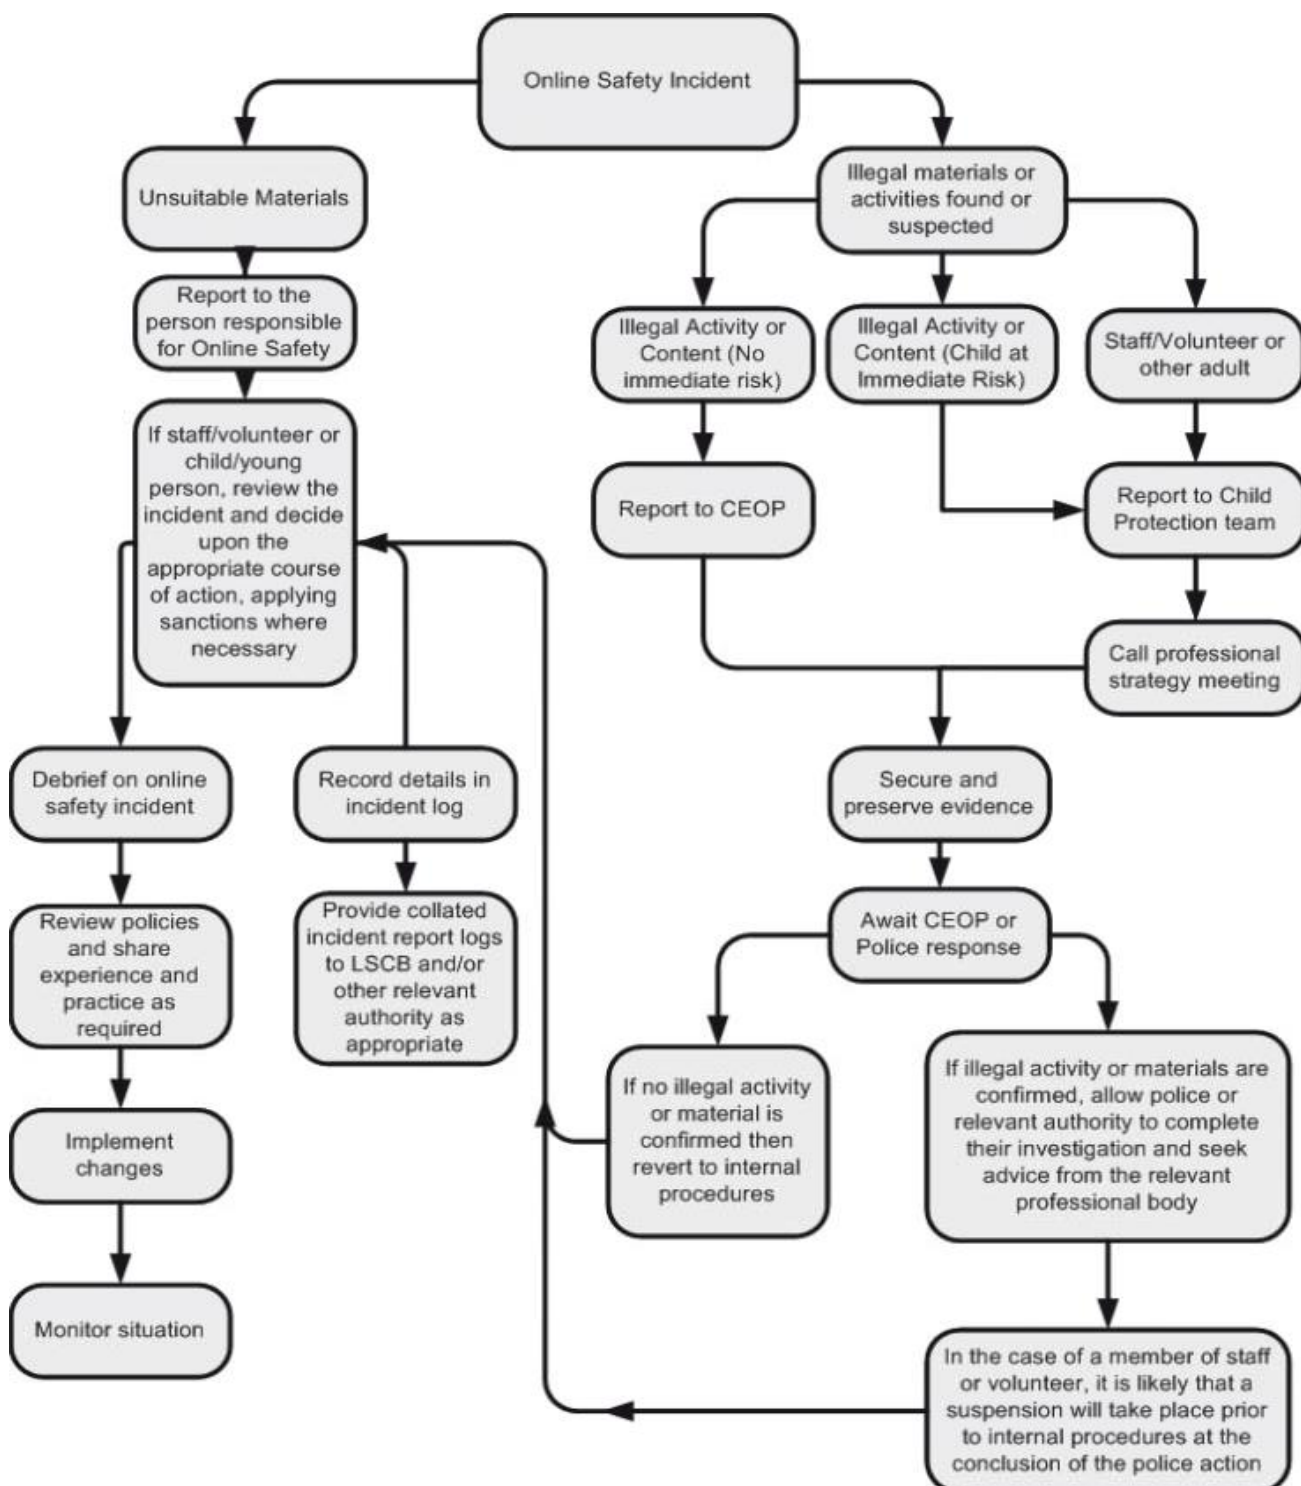 Online Safety Incident
Unsuitable Materials
Illegal materials or
activities found or
suspected
Report to the
person responsible
for Online Safety
Illegal Activity or
Content (No
immediate risk)
Illegal Activity or
Content (Child at
Immediate Risk)
Staff/Volunteer or
other adult
If staff/volunteer or
child/young
person, review the
incident and decide
upon the
appropriate course
of action, applying
sanctions where
necessary
Report to CEOP
Report to Child
Protection team
Call professional
strategy meeting
Debrief on online
safety incident
Record details in
incident log
Secure and
preserve evidence
Review policies
and share
experience and
practice as
required
Provide collated
incident report logs
to LSCB and/or
other relevant
authority as
appropriate
Await CEOP or
Police response
If no illegal activity
or material is
confirmed then
revert to internal
procedures
If illegal activity or materials are
confirmed, allow police or
relevant authority to complete
their investigation and seek
advice from the relevant
professional body
Implement
changes
Monitor situation
In the case of a member of staff
or volunteer, it is likely that a
suspension will take place prior
to internal procedures at the
conclusion of the police action